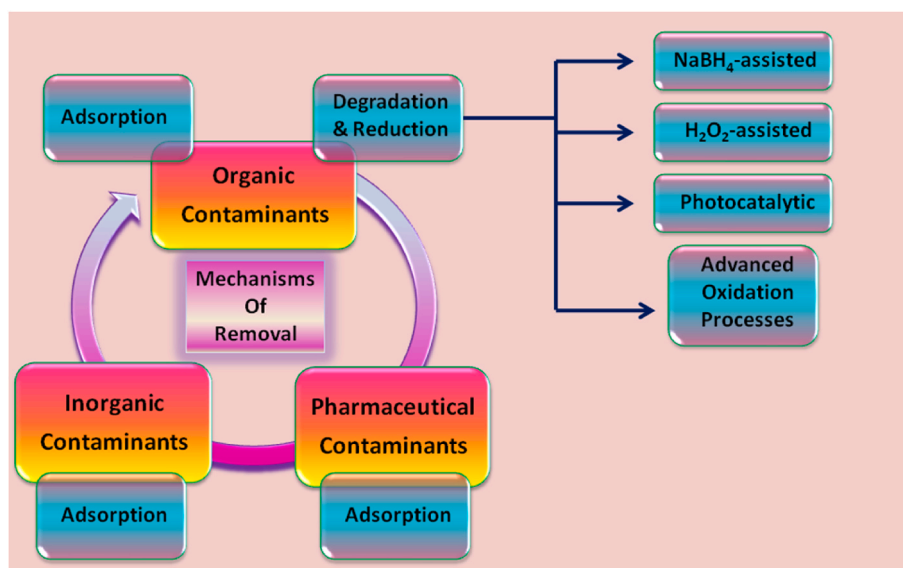 Adsorption
Degradation
& Reduction
Organic
Contaminants
Mechanisms
Of
Removal
Inorganic
Contaminants
Adsorption
Pharmaceutical
Contaminants
Adsorption
NaBH₄-assisted
H₂O₂-assisted
Photocatalytic
Advanced
Oxidation
Processes